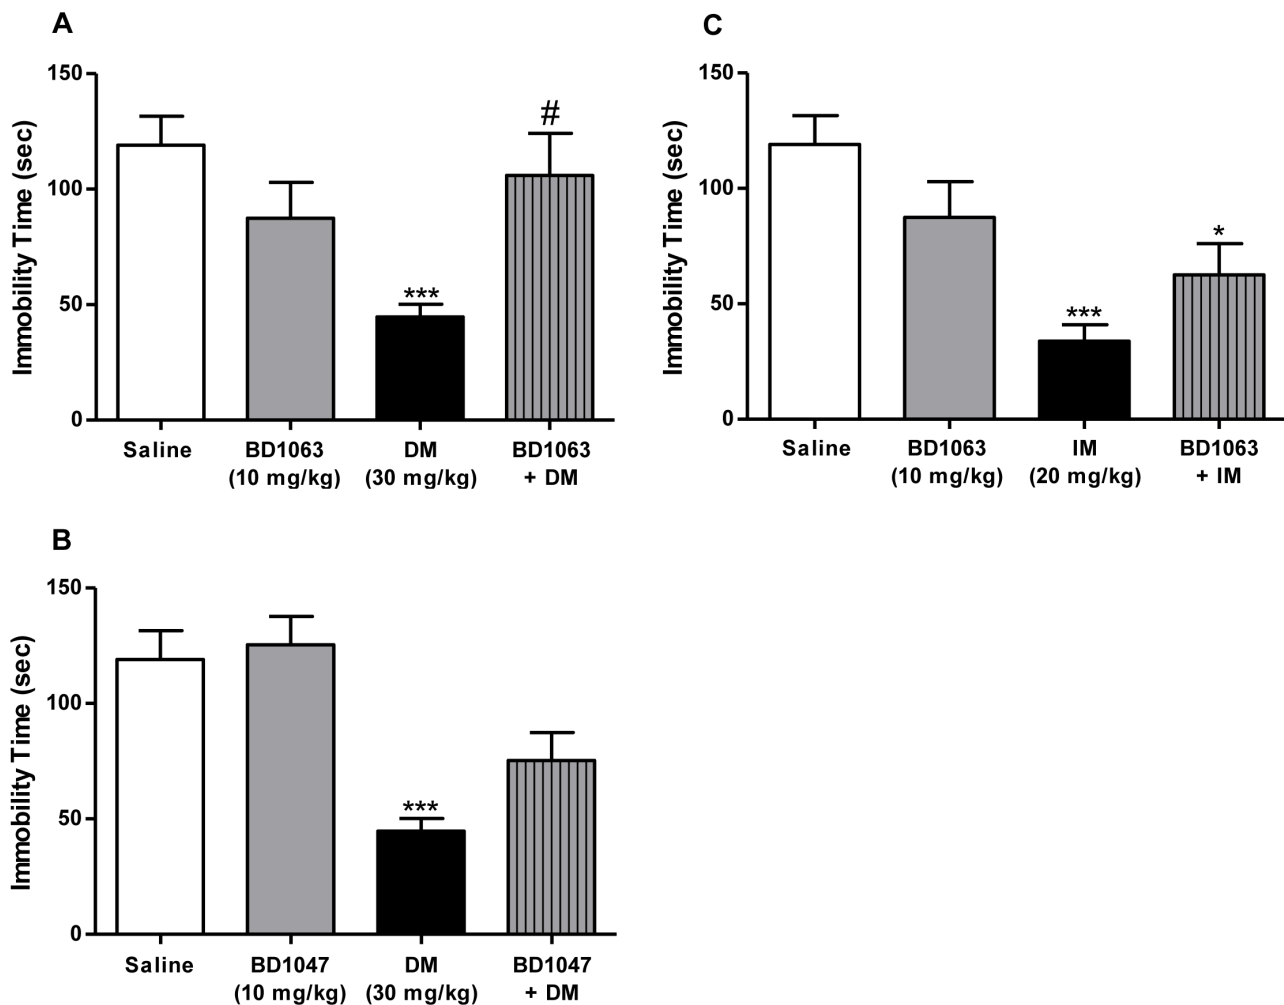 A
Immobility Time (sec)
150
100
50
0
***
#
Saline
BD1063
(10 mg/kg)
DM
(30 mg/kg)
BD1063
+ DM
C
Immobility Time (sec)
150
100
50
0
***
*
Saline
BD1063
(10 mg/kg)
IM
(20 mg/kg)
BD1063
+ IM
B
Immobility Time (sec)
150
100
50
0
***
Saline
BD1047
(10 mg/kg)
DM
(30 mg/kg)
BD1047
+ DM